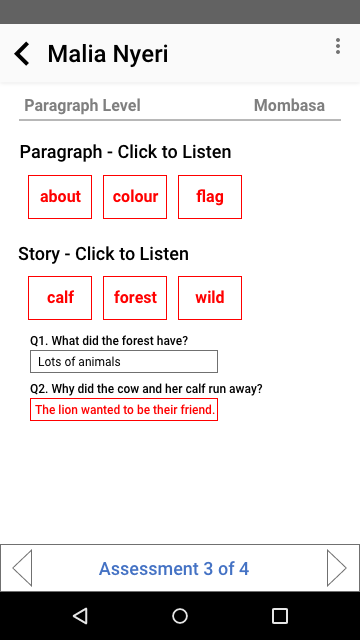 Malia Nyeri
Paragraph Level Mombasa
Paragraph - Click to Listen
about colour flag
Story - Click to Listen
calf forest wild
Q1. What did the forest have?
Lots of animals
Q2. Why did the cow and her calf run away?
The lion wanted to be their friend.
Assessment 3 of 4